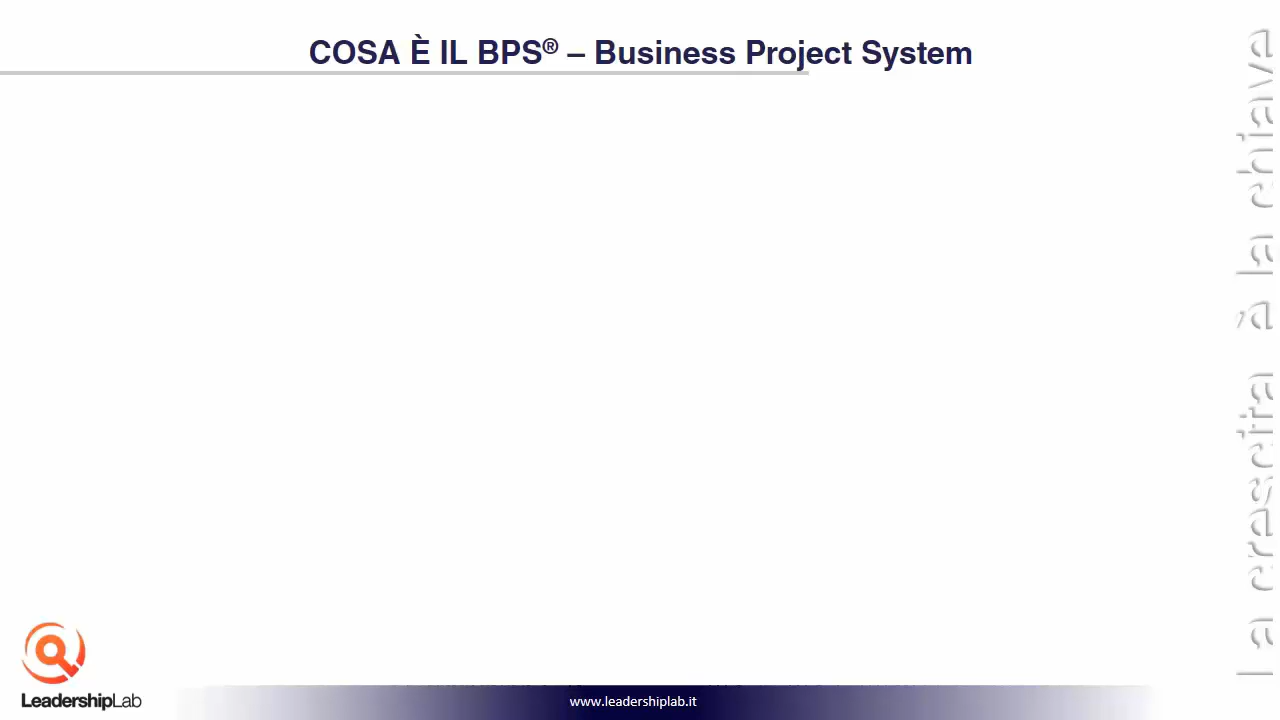 COSA È IL BPS® – Business Project System
La crescita è la chiave
LeadershipLab
www.leadershiplab.it